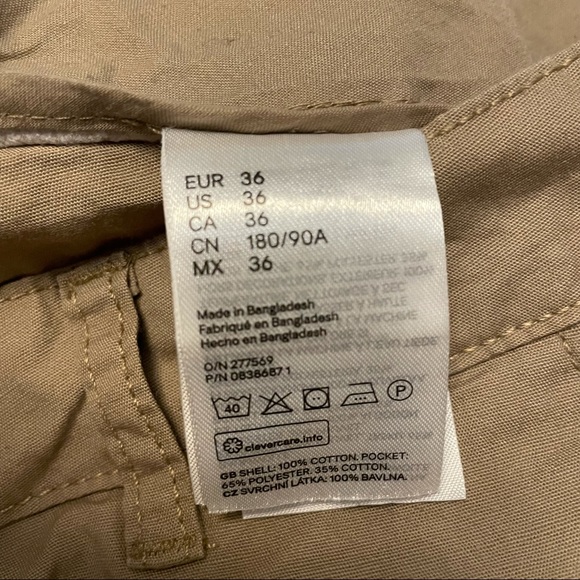 EUR 36
US 36
CA 36
CN 180/90A
MX 36
Made in Bangladesh
Fabriqué en Bangladesh
Hecho en Bangladesh
O/N 277569
P/N 0838687 1
40
P
clevercare.info
GB SHELL: 100% COTTON. POCKET:
65% POLYESTER. 35% COTTON.
CZ SVRCHNÍ LÁTKA: 100% BAVLNA.